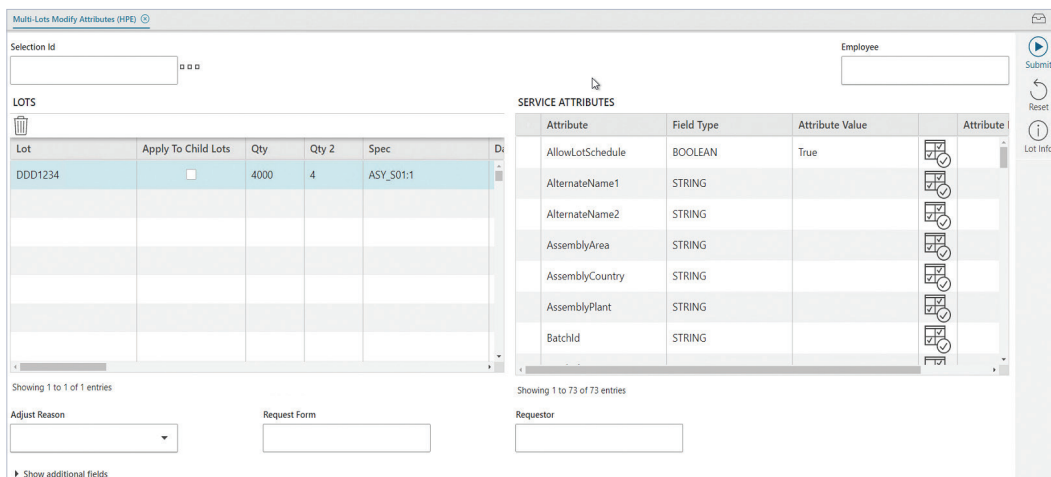 Multi-Lots Modify Attributes (HPE)
Selection Id
Employee
Submit
Reset
Lot Info
LOTS
Lot Apply To Child Lots Qty Qty 2 Spec
DDD1234 4000 4 ASY_S01:1
Showing 1 to 1 of 1 entries
SERVICE ATTRIBUTES
Attribute Field Type Attribute Value Attribute
AllowLotSchedule BOOLEAN True
AlternateName1 STRING
AlternateName2 STRING
AssemblyArea STRING
AssemblyCountry STRING
AssemblyPlant STRING
BatchId STRING
Showing 1 to 73 of 73 entries
Adjust Reason Request Form Requestor
Show additional fields